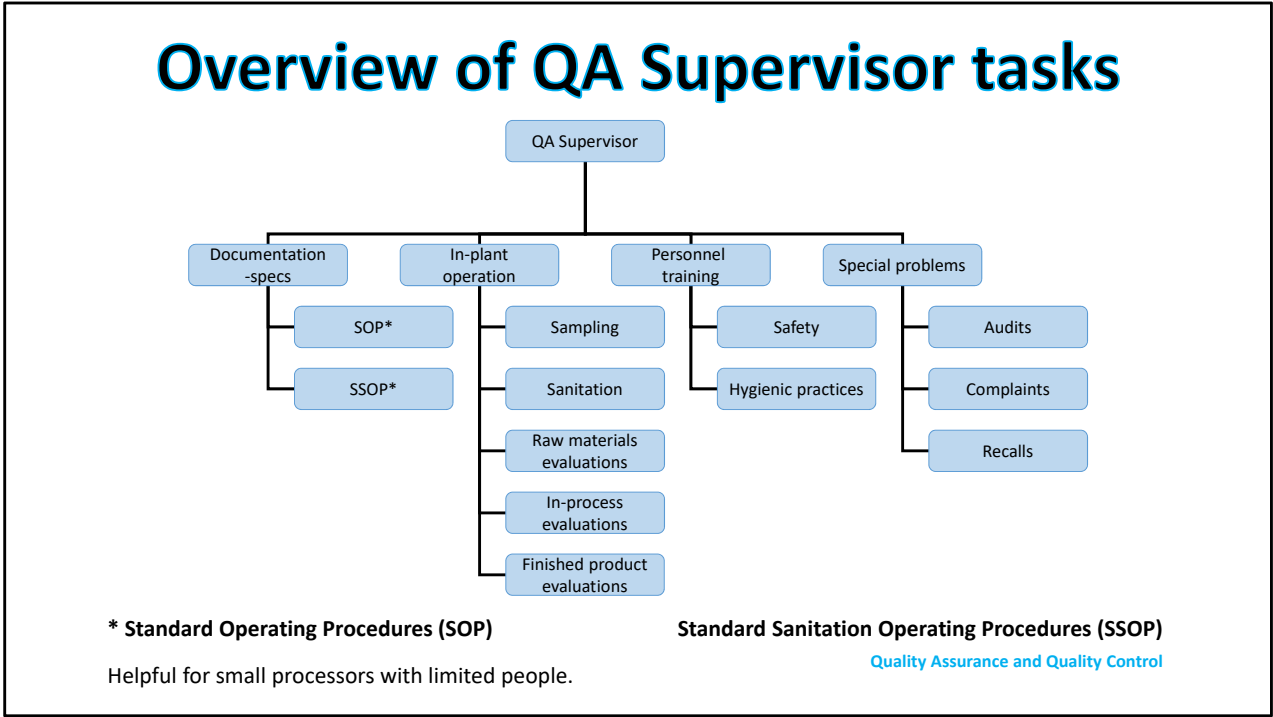 Overview of QA Supervisor tasks
QA Supervisor
Documentation
-specs
In-plant
operation
Personnel
training
Special problems
SOP*
SSOP*
Sampling
Sanitation
Raw materials
evaluations
In-process
evaluations
Finished product
evaluations
Safety
Hygienic practices
Audits
Complaints
Recalls
* Standard Operating Procedures (SOP)
Standard Sanitation Operating Procedures (SSOP)
Quality Assurance and Quality Control
Helpful for small processors with limited people.